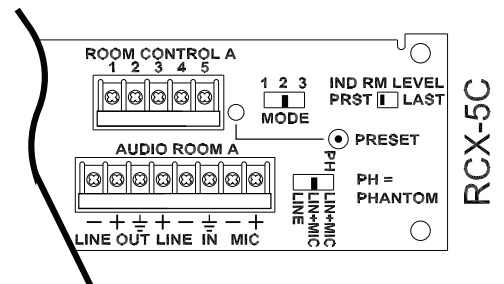 ROOM CONTROL A
1 2 3 4 5
1 2 3
MODE
IND RM LEVEL
PRST LAST
PRESET
AUDIO ROOM A
− + ⏚ − + ⏚ − +
LINE OUT LINE IN MIC
LINE
LIN+MIC
LIN+MIC PH
PH =
PHANTOM
RCX-5C